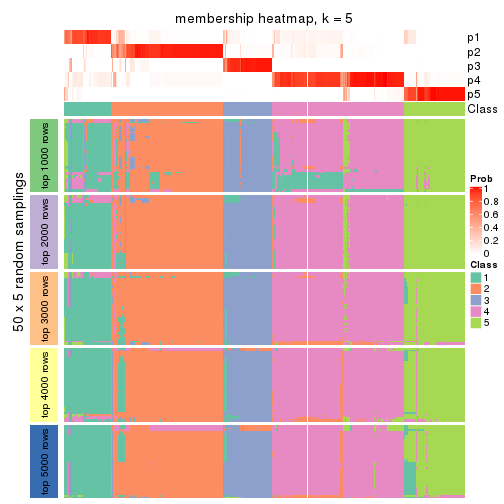 membership heatmap, k = 5
p1
p2
p3
p4
p5
Class
50 x 5 random samplings
top 1000 rows
top 2000 rows
top 3000 rows
top 4000 rows
top 5000 rows
Prob
1
0.8
0.6
0.4
0.2
0
Class
1
2
3
4
5